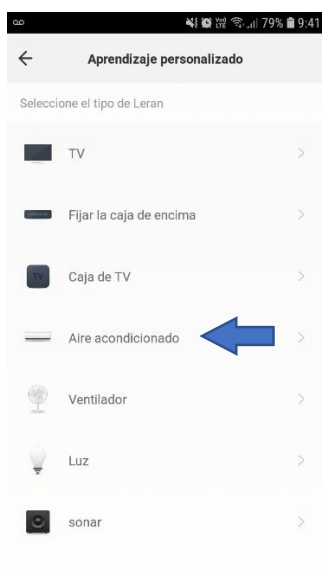 79% 9:41
Aprendizaje personalizado
Seleccione el tipo de Leran
TV
Fijar la caja de encima
TV
Caja de TV
Aire acondicionado
Ventilador
Luz
sonar